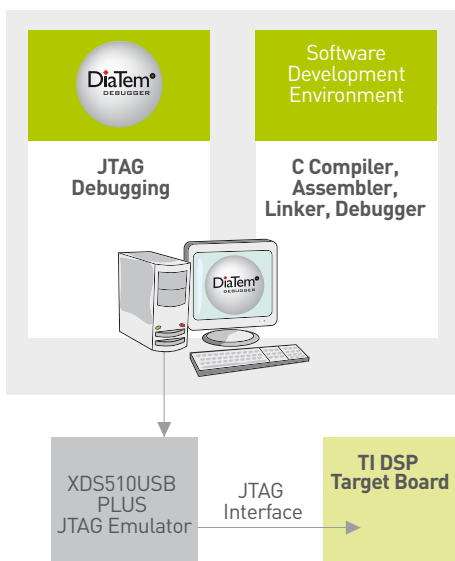 DiaTem
DEBUGGER
Software
Development
Environment
JTAG
Debugging
C Compiler,
Assembler,
Linker, Debugger
DiaTem
DEBUGGER
XDS510USB
PLUS
JTAG Emulator
JTAG
Interface
TI DSP
Target Board